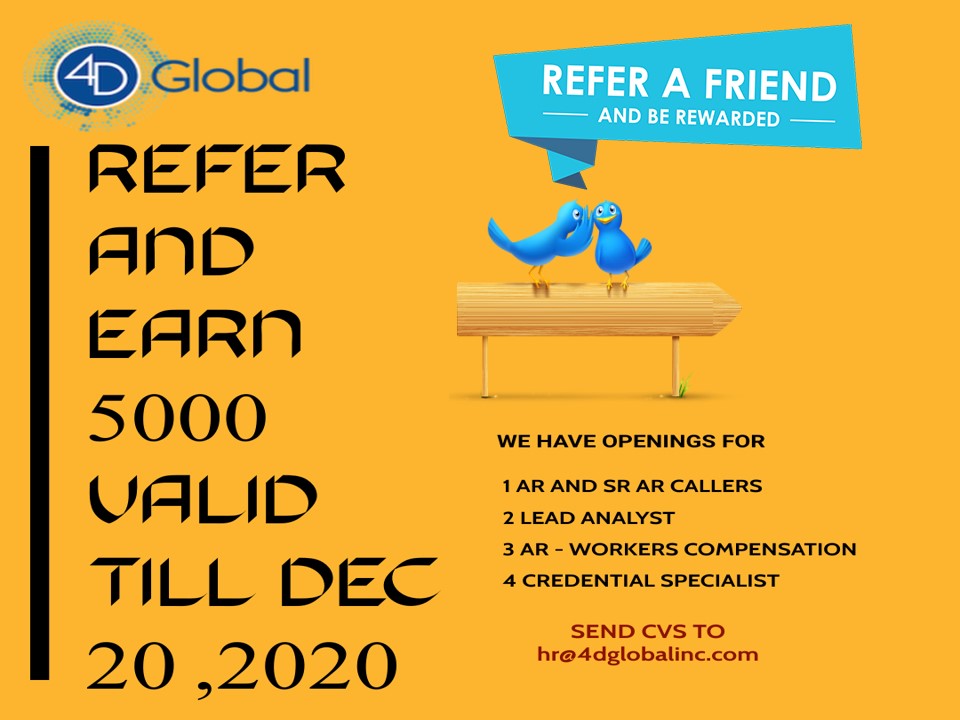 4D Global
REFER
AND
EARN
5000
VALID
TILL DEC
20 ,2020
REFER A FRIEND
AND BE REWARDED
WE HAVE OPENINGS FOR
1 AR AND SR AR CALLERS
2 LEAD ANALYST
3 AR - WORKERS COMPENSATION
4 CREDENTIAL SPECIALIST
SEND CVS TO
hr@4dglobalinc.com